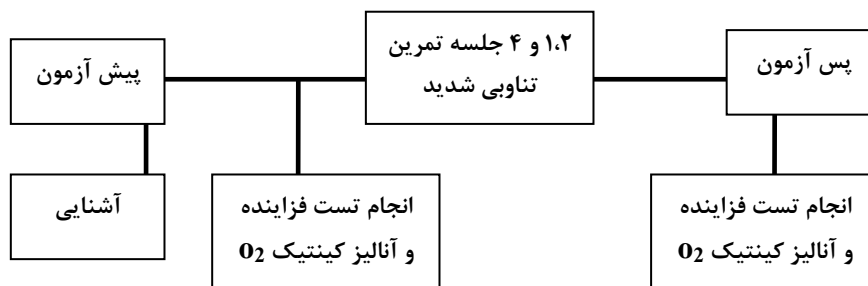 پیش آزمون
۱،۲ و ۴ جلسه تمرین
تناوبی شدید
پس آزمون
آشنایی
انجام تست فزاینده
و آنالیز کینتیک O2
انجام تست فزاینده
و آنالیز کینتیک O2